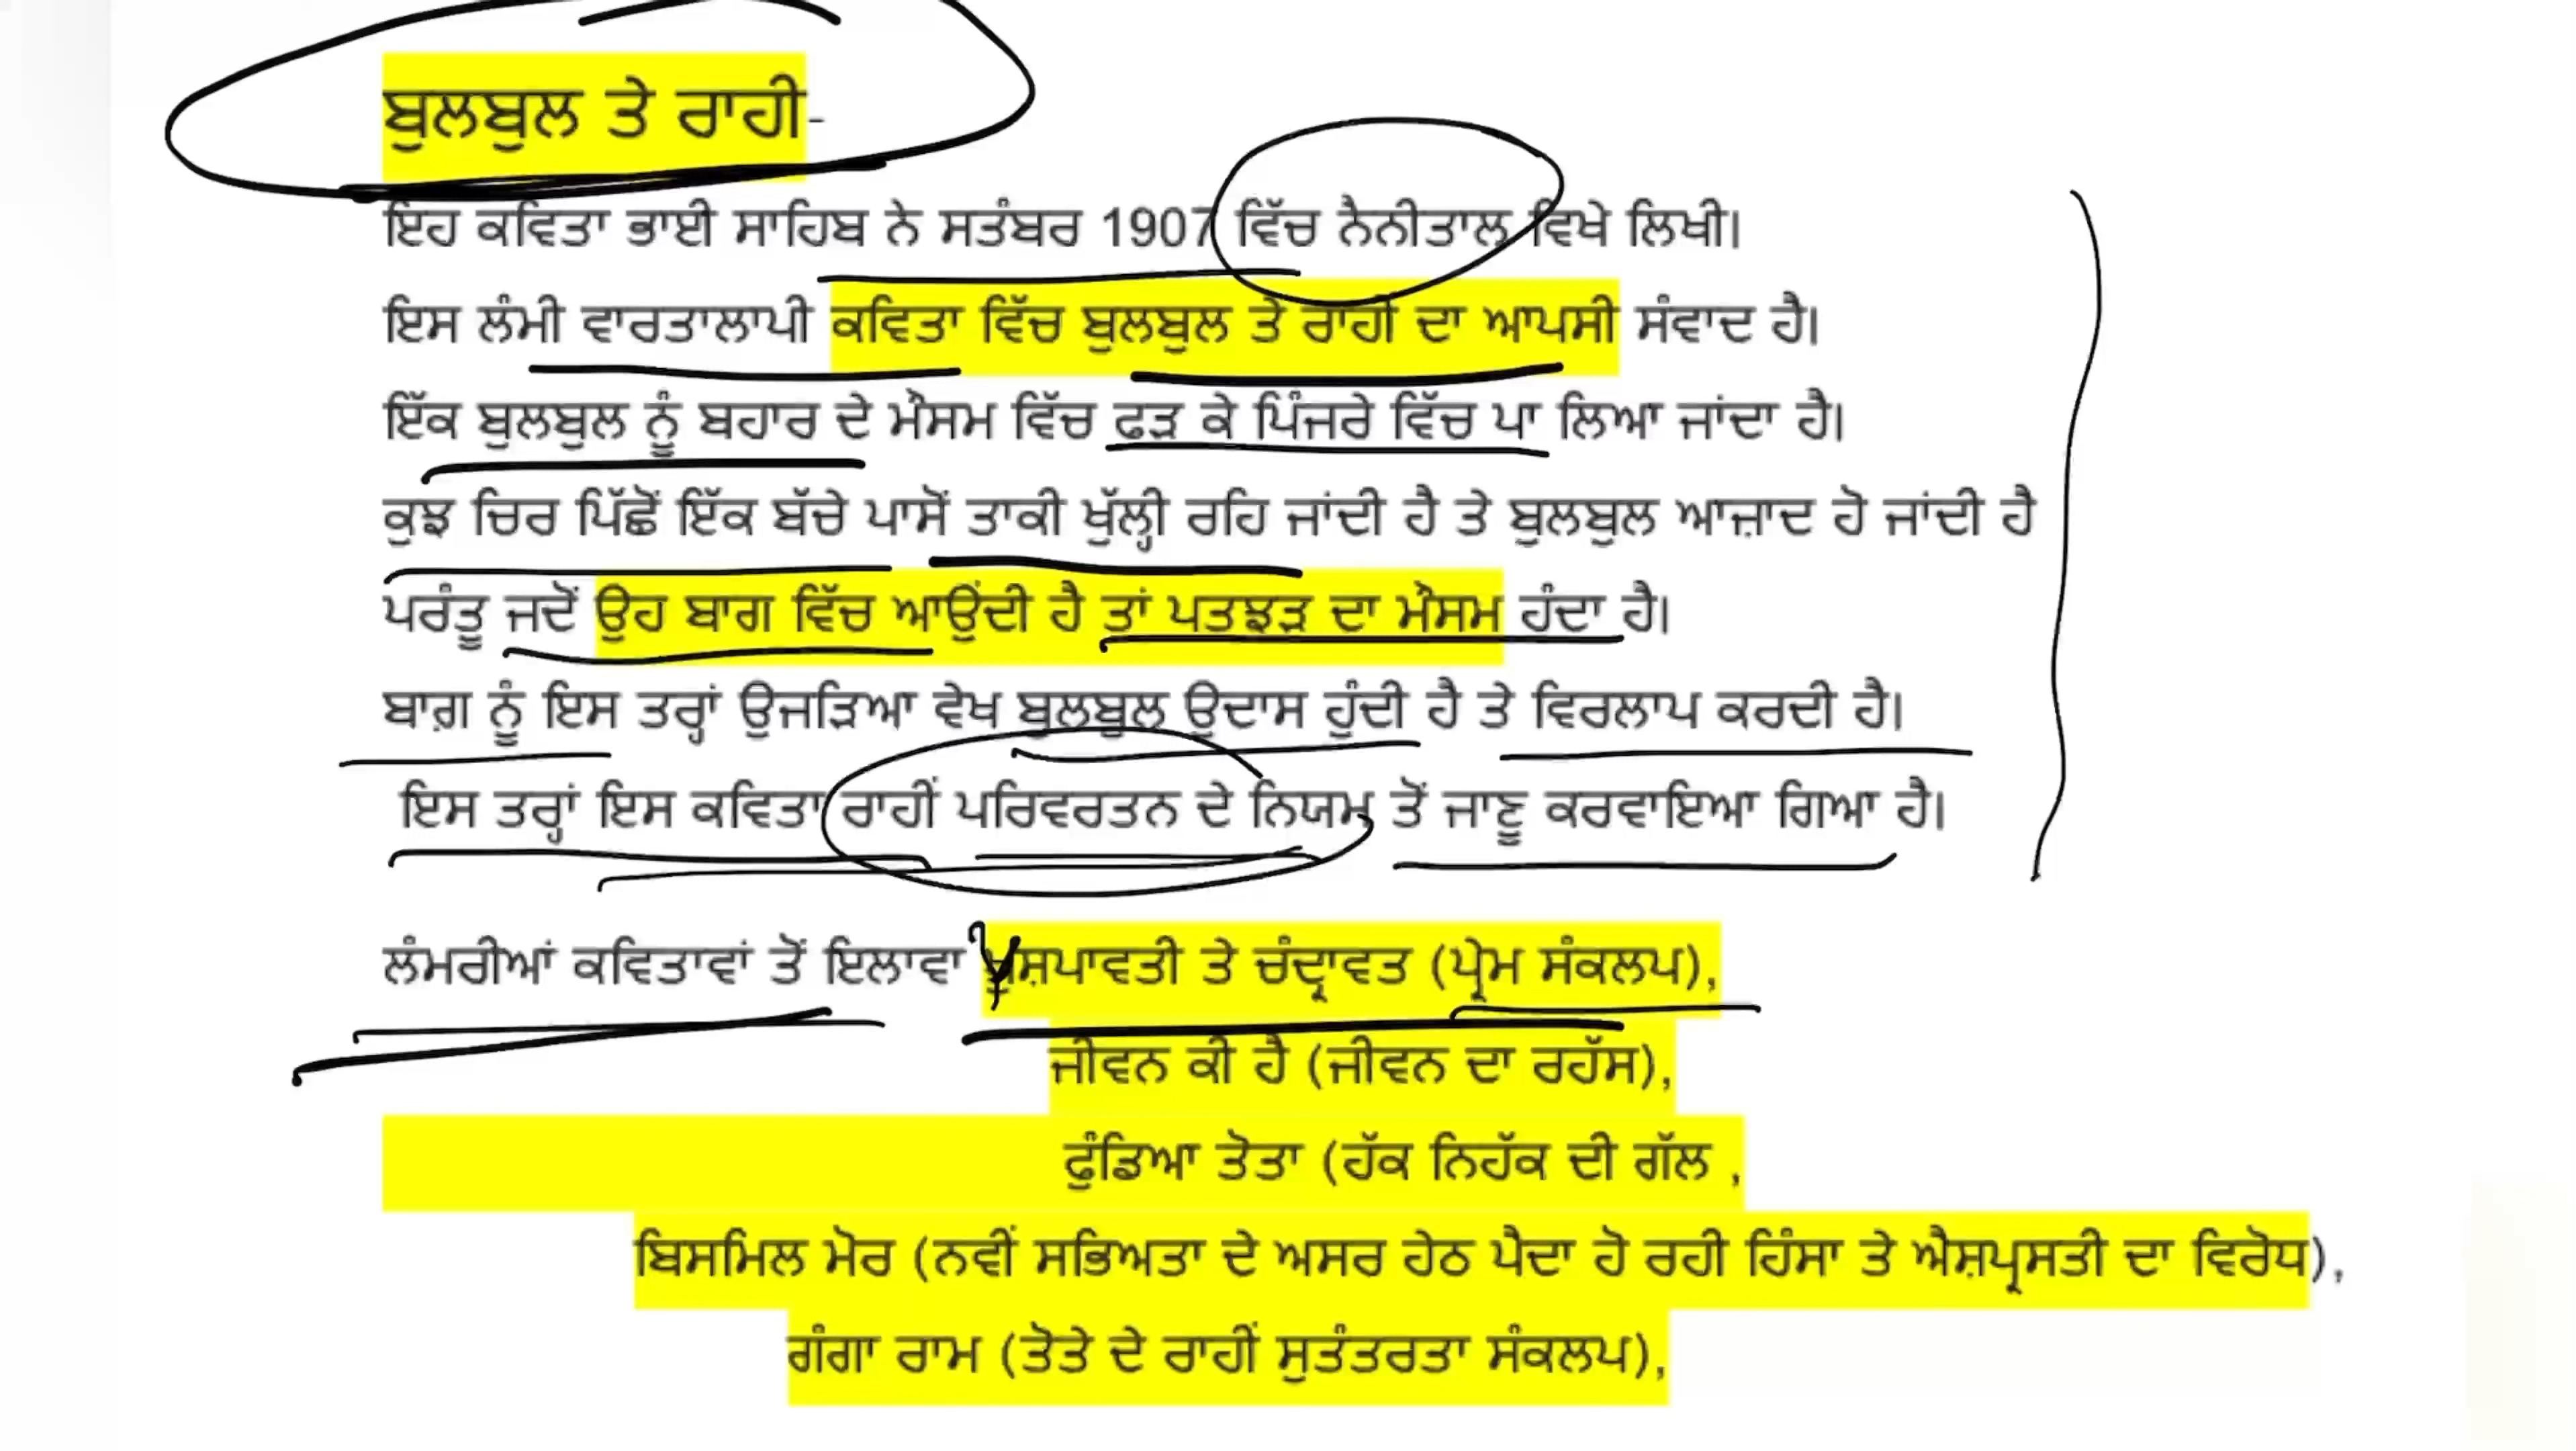 ਬੁਲਬੁਲ ਤੇ ਰਾਹੀ-
ਇਹ ਕਵਿਤਾ ਭਾਈ ਸਾਹਿਬ ਨੇ ਸਤੰਬਰ 1907 ਵਿੱਚ ਨੈਨੀਤਾਲ ਵਿਖੇ ਲਿਖੀ।
ਇਸ ਲੰਮੀ ਵਾਰਤਾਲਾਪੀ ਕਵਿਤਾ ਵਿੱਚ ਬੁਲਬੁਲ ਤੇ ਰਾਹੀ ਦਾ ਆਪਸੀ ਸੰਵਾਦ ਹੈ।
ਇੱਕ ਬੁਲਬੁਲ ਨੂੰ ਬਹਾਰ ਦੇ ਮੌਸਮ ਵਿੱਚ ਫੜ ਕੇ ਪਿੰਜਰੇ ਵਿੱਚ ਪਾ ਲਿਆ ਜਾਂਦਾ ਹੈ।
ਕੁਝ ਚਿਰ ਪਿੱਛੋਂ ਇੱਕ ਬੱਚੇ ਪਾਸੋਂ ਤਾਕੀ ਖੁੱਲ੍ਹੀ ਰਹਿ ਜਾਂਦੀ ਹੈ ਤੇ ਬੁਲਬੁਲ ਆਜ਼ਾਦ ਹੋ ਜਾਂਦੀ ਹੈ
ਪਰੰਤੂ ਜਦੋਂ ਉਹ ਬਾਗ ਵਿੱਚ ਆਉਂਦੀ ਹੈ ਤਾਂ ਪਤਝੜ ਦਾ ਮੌਸਮ ਹੰਦਾ ਹੈ।
ਬਾਗ਼ ਨੂੰ ਇਸ ਤਰ੍ਹਾਂ ਉਜੜਿਆ ਵੇਖ ਬੁਲਬੁਲ ਉਦਾਸ ਹੁੰਦੀ ਹੈ ਤੇ ਵਿਰਲਾਪ ਕਰਦੀ ਹੈ।
ਇਸ ਤਰ੍ਹਾਂ ਇਸ ਕਵਿਤਾ ਰਾਹੀਂ ਪਰਿਵਰਤਨ ਦੇ ਨਿਯਮ ਤੋਂ ਜਾਣੂ ਕਰਵਾਇਆ ਗਿਆ ਹੈ।
ਲੰਮਰੀਆਂ ਕਵਿਤਾਵਾਂ ਤੋਂ ਇਲਾਵਾ ਤੇ ਚੰਦ੍ਰਾਵਤ (ਪ੍ਰੇਮ ਸੰਕਲਪ),
ਜੀਵਨ ਕੀ ਹੈ (ਜੀਵਨ ਦਾ ਰਹੱਸ),
ਫੁੰਡਿਆ ਤੋਤਾ (ਹੱਕ ਨਿਹੱਕ ਦੀ ਗੱਲ ,
ਬਿਸਮਿਲ ਮੋਰ (ਨਵੀਂ ਸਭਿਅਤਾ ਦੇ ਅਸਰ ਹੇਠ ਪੈਦਾ ਹੋ ਰਹੀ ਹਿੰਸਾ ਤੇ ਐਸ਼ਪ੍ਰਸਤੀ ਦਾ ਵਿਰੋਧ),
ਗੰਗਾ ਰਾਮ (ਤੋਤੇ ਦੇ ਰਾਹੀਂ ਸੁਤੰਤਰਤਾ ਸੰਕਲਪ),